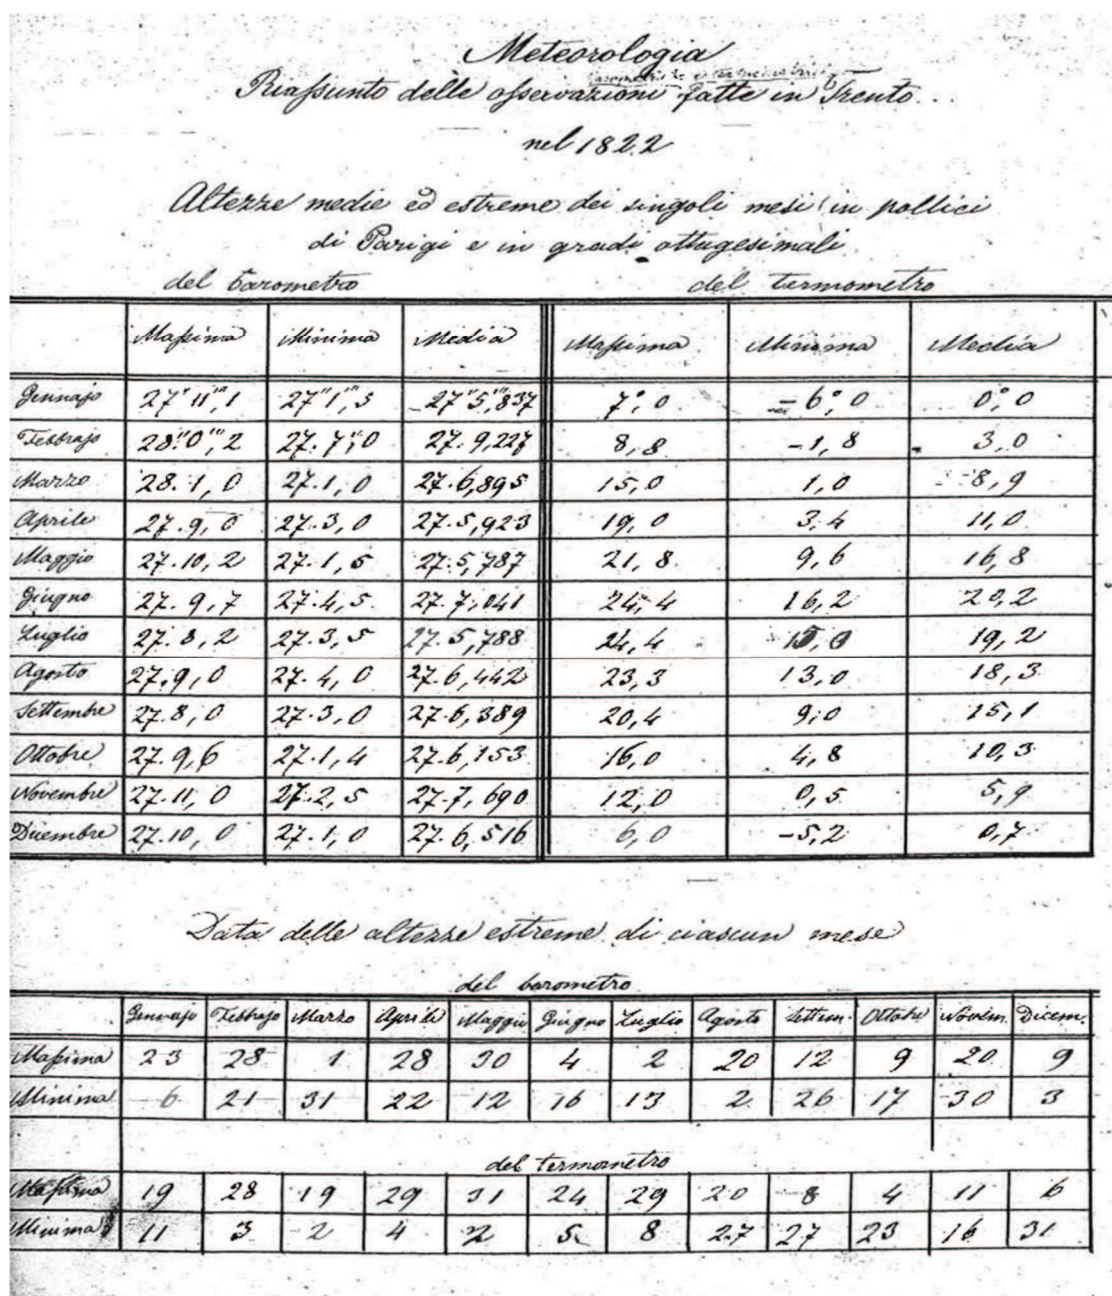 Meteorologia
barometriche e termometriche
Riassunto delle osservazioni fatte in Trento
nel 1822
Altezze medie ed estreme dei singoli mesi in pollici
di Parigi e in gradi ottugesimali
del barometro del termometro
Massima Minima Media Massima Minima Media
Gennajo 27" 11,"'1 27" 1,"'3 27" 5,"'837 7°,0 -6°,0 0°,0
Febbrajo 28."0,"'2 27. 7,"'0 27. 9,227 8,8 -1,8 3,0
Marzo 28. 1, 0 27. 1, 0 27. 6,895 15,0 1,0 8,9
Aprile 27. 9, 0 27. 3, 0 27. 5,923 19,0 3,4 11,0
Maggio 27. 10, 2 27. 1, 5 27. 5,787 21,8 9,6 16,8
Giugno 27. 9, 7 27. 4, 5 27. 7,041 24,4 16,2 20,2
Luglio 27. 8, 2 27. 3, 5 27. 5,788 24,4 19,2
Agosto 27. 9, 0 27. 4, 0 27. 6,442 23,3 13,0 18,3
Settembre 27. 8, 0 27. 3, 0 27. 6,389 20,4 9,0 15,1
Ottobre 27. 9, 6 27. 1, 4 27. 6,153 16,0 4,8 10,3
Novembre 27. 11, 0 27. 2, 5 27. 7,690 12,0 0,5 5,9
Dicembre 27. 10, 0 27. 1, 0 27. 6,516 6,0 -5,2 0,7
Data delle altezze estreme di ciascun mese
del barometro
Gennajo Febbrajo Marzo Aprile Maggio Giugno Luglio Agosto Settem. Ottobre Novem. Dicem.
Massima 23 28 1 28 30 4 2 20 12 9 20 9
Minima 6 21 31 22 12 16 13 2 26 17 30 3
del termometro
Massima 19 28 19 29 31 24 29 20 8 4 11 6
Minima 11 3 2 4 2 5 8 27 27 23 16 31